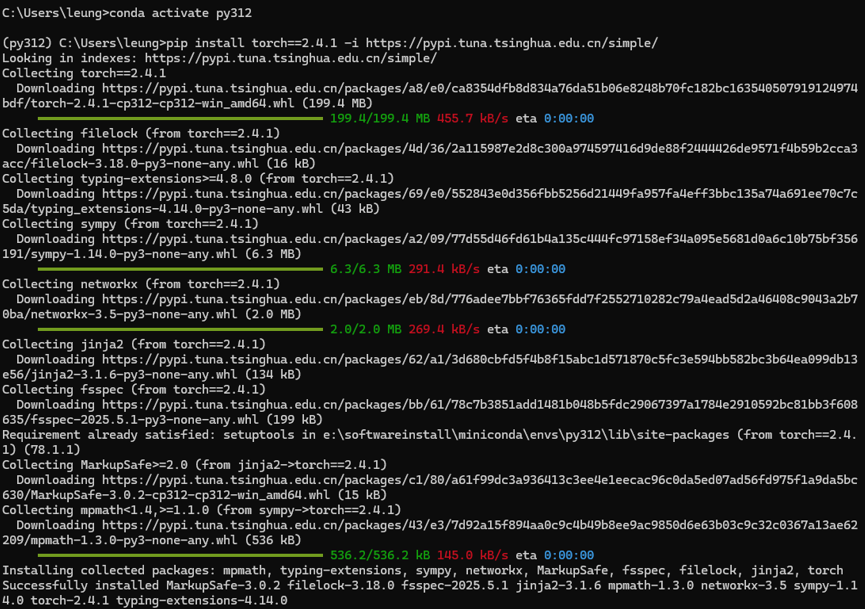 C:\Users\leung>conda activate py312
(py312) C:\Users\leung>pip install torch==2.4.1 -i https://pypi.tuna.tsinghua.edu.cn/simple/
Looking in indexes: https://pypi.tuna.tsinghua.edu.cn/simple/
Collecting torch==2.4.1
  Downloading https://pypi.tuna.tsinghua.edu.cn/packages/a8/e0/ca8354dfb8d834a76da51b06e8248b70fc182bc163540507919124974
bdf/torch-2.4.1-cp312-cp312-win_amd64.whl (199.4 MB)
199.4/199.4 MB 455.7 kB/s eta 0:00:00
Collecting filelock (from torch==2.4.1)
  Downloading https://pypi.tuna.tsinghua.edu.cn/packages/4d/36/2a115987e2d8c300a974597416d9de88f2444426de9571f4b59b2cca3
acc/filelock-3.18.0-py3-none-any.whl (16 kB)
Collecting typing-extensions>=4.8.0 (from torch==2.4.1)
  Downloading https://pypi.tuna.tsinghua.edu.cn/packages/69/e0/552843e0d356fbb5256d21449fa957fa4eff3bbc135a74a691ee70c7c
5da/typing_extensions-4.14.0-py3-none-any.whl (43 kB)
Collecting sympy (from torch==2.4.1)
  Downloading https://pypi.tuna.tsinghua.edu.cn/packages/a2/09/77d55d46fd61b4a135c444fc97158ef34a095e5681d0a6c10b75bf356
191/sympy-1.14.0-py3-none-any.whl (6.3 MB)
6.3/6.3 MB 291.4 kB/s eta 0:00:00
Collecting networkx (from torch==2.4.1)
  Downloading https://pypi.tuna.tsinghua.edu.cn/packages/eb/8d/776adee7bbf76365fdd7f2552710282c79a4ead5d2a46408c9043a2b7
0ba/networkx-3.5-py3-none-any.whl (2.0 MB)
2.0/2.0 MB 269.4 kB/s eta 0:00:00
Collecting jinja2 (from torch==2.4.1)
  Downloading https://pypi.tuna.tsinghua.edu.cn/packages/62/a1/3d680cbfd5f4b8f15abc1d571870c5fc3e594bb582bc3b64ea099db13
e56/jinja2-3.1.6-py3-none-any.whl (134 kB)
Collecting fsspec (from torch==2.4.1)
  Downloading https://pypi.tuna.tsinghua.edu.cn/packages/bb/61/78c7b3851add1481b048b5fdc29067397a1784e2910592bc81bb3f608
635/fsspec-2025.5.1-py3-none-any.whl (199 kB)
Requirement already satisfied: setuptools in e:\softwareinstall\miniconda\envs\py312\lib\site-packages (from torch==2.4.
1) (78.1.1)
Collecting MarkupSafe>=2.0 (from jinja2->torch==2.4.1)
  Downloading https://pypi.tuna.tsinghua.edu.cn/packages/c1/80/a61f99dc3a936413c3ee4e1eecac96c0da5ed07ad56fd975f1a9da5bc
630/MarkupSafe-3.0.2-cp312-cp312-win_amd64.whl (15 kB)
Collecting mpmath<1.4,>=1.1.0 (from sympy->torch==2.4.1)
  Downloading https://pypi.tuna.tsinghua.edu.cn/packages/43/e3/7d92a15f894aa0c9c4b49b8ee9ac9850d6e63b03c9c32c0367a13ae62
209/mpmath-1.3.0-py3-none-any.whl (536 kB)
536.2/536.2 kB 145.0 kB/s eta 0:00:00
Installing collected packages: mpmath, typing-extensions, sympy, networkx, MarkupSafe, fsspec, filelock, jinja2, torch
Successfully installed MarkupSafe-3.0.2 filelock-3.18.0 fsspec-2025.5.1 jinja2-3.1.6 mpmath-1.3.0 networkx-3.5 sympy-1.1
4.0 torch-2.4.1 typing-extensions-4.14.0